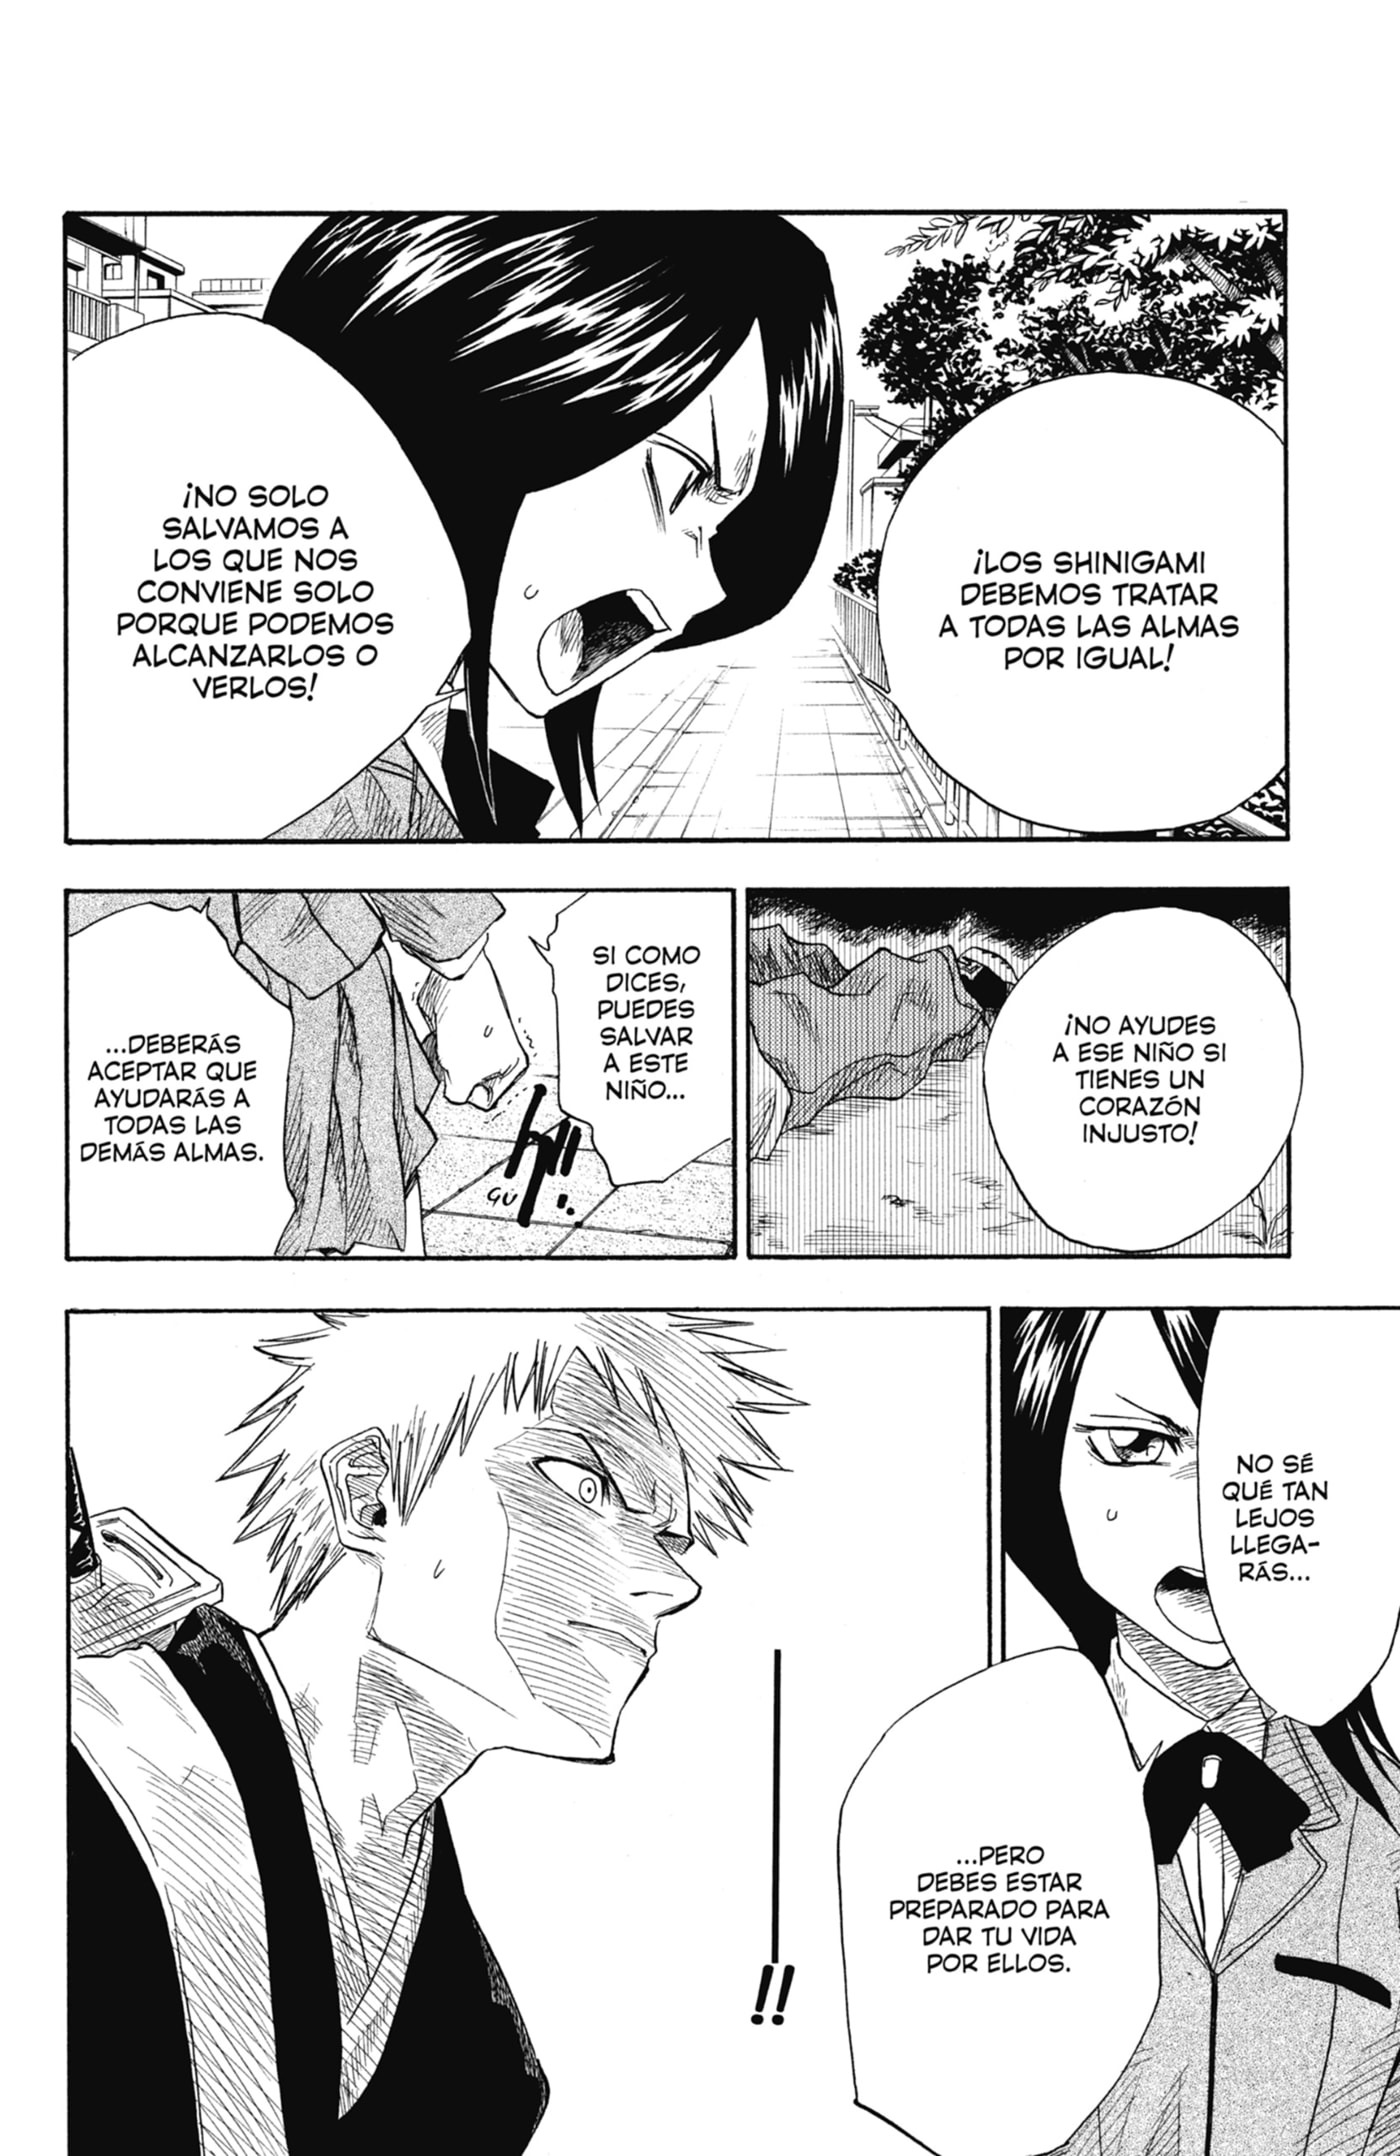 ¡LOS SHINIGAMI
DEBEMOS TRATAR
A TODAS LAS ALMAS
POR IGUAL!
¡NO SOLO
SALVAMOS A
LOS QUE NOS
CONVIENE SOLO
PORQUE PODEMOS
ALCANZARLOS O
VERLOS!
¡NO AYUDES
A ESE NIÑO SI
TIENES UN
CORAZÓN
INJUSTO!
SI COMO
DICES,
PUEDES
SALVAR
A ESTE
NIÑO...
GU
...DEBERÁS
ACEPTAR QUE
AYUDARÁS A
TODAS LAS
DEMÁS ALMAS.
NO SÉ
QUÉ TAN
LEJOS
LLEGA-
RÁS...
...PERO
DEBES ESTAR
PREPARADO PARA
DAR TU VIDA
POR ELLOS.
!!